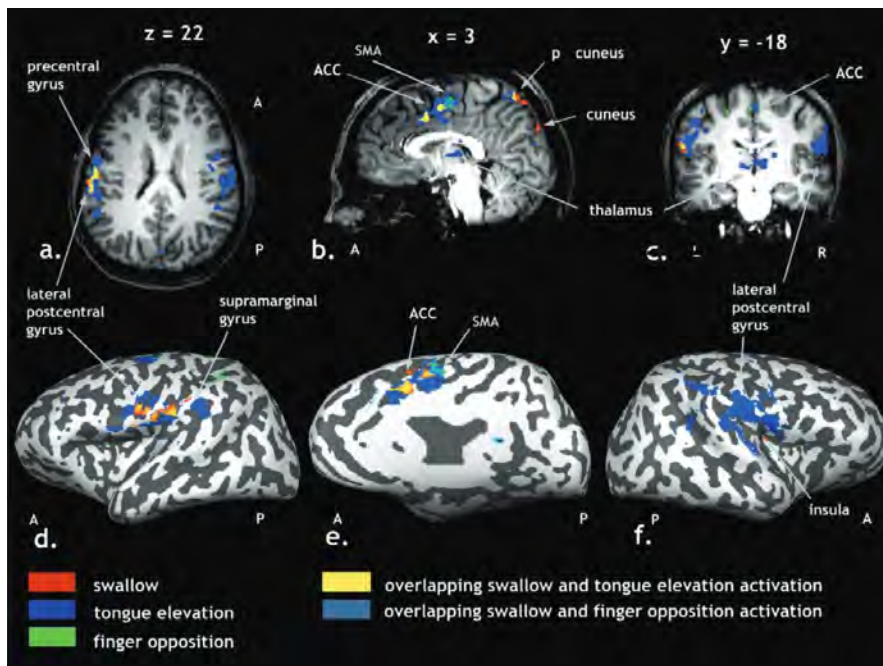 z = 22
x = 3
y = -18
SMA
ACC
p cuneus
ACC
precentral
gyrus
A
cuneus
thalamus
a.
P
b.
A
c.
L
R
lateral
postcentral
gyrus
supramarginal
gyrus
ACC
SMA
lateral
postcentral
gyrus
insula
A
P
A
P
P
A
d.
e.
f.
swallow
tongue elevation
finger opposition
overlapping swallow and tongue elevation activation
overlapping swallow and finger opposition activation